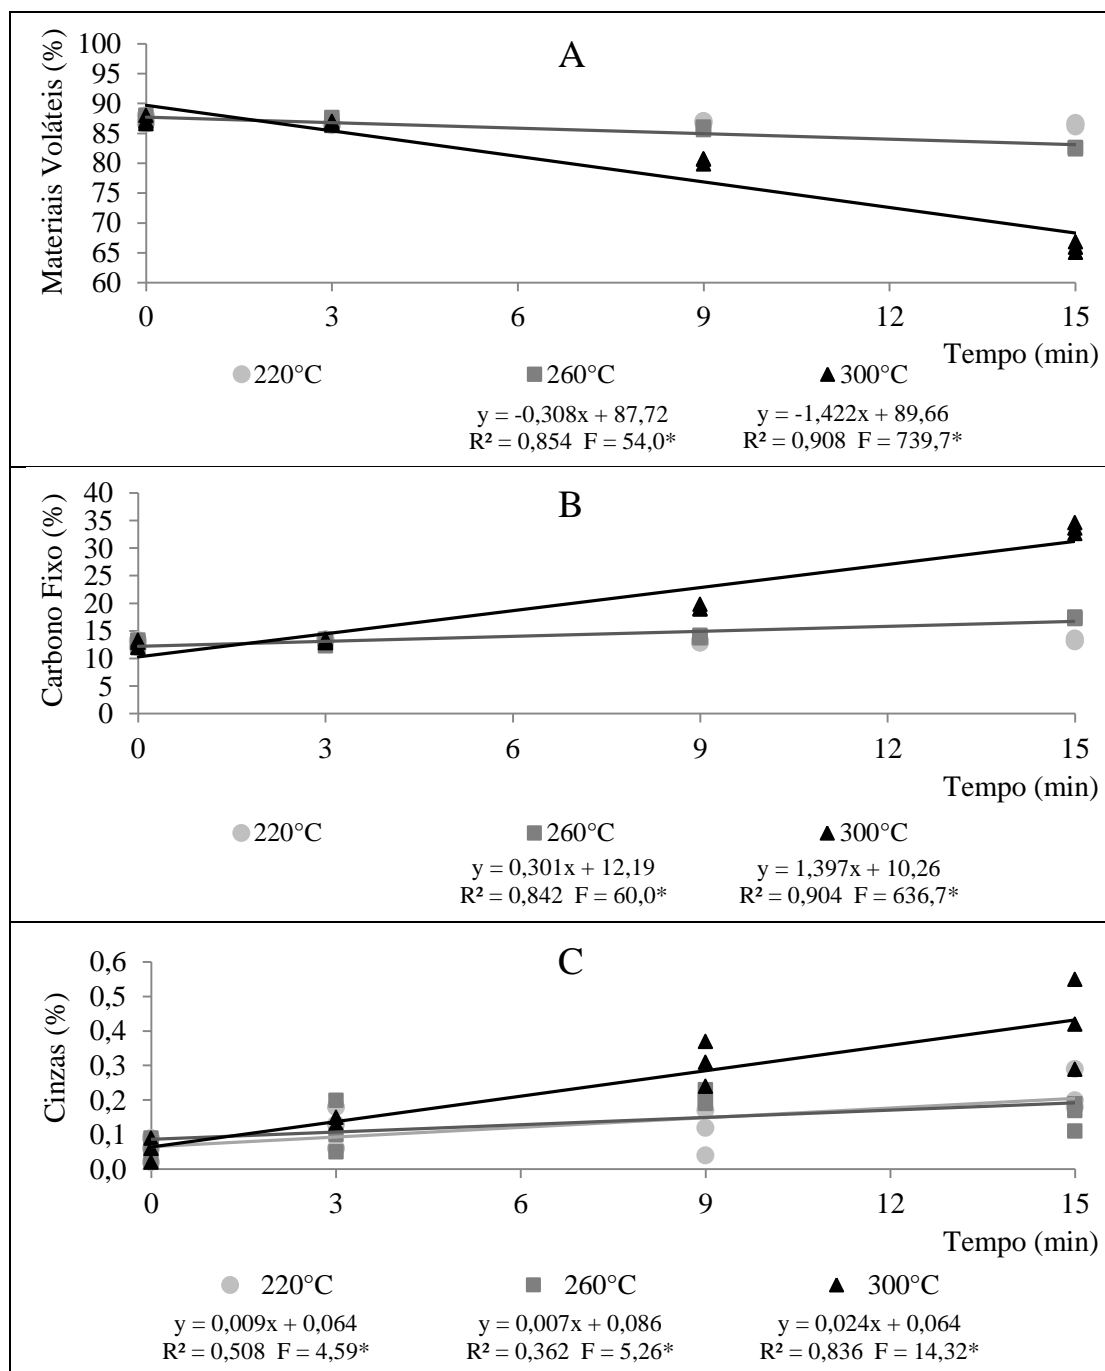 A
Materiais Voláteis (%)
100
95
90
85
80
75
70
65
60
0 3 6 9 12 15
Tempo (min)
220°C 260°C 300°C
y = -0,308x + 87,72 y = -1,422x + 89,66
R² = 0,854 F = 54,0* R² = 0,908 F = 739,7*
B
Carbono Fixo (%)
40
35
30
25
20
15
10
5
0
0 3 6 9 12 15
Tempo (min)
220°C 260°C 300°C
y = 0,301x + 12,19 y = 1,397x + 10,26
R² = 0,842 F = 60,0* R² = 0,904 F = 636,7*
C
Cinzas (%)
0,6
0,5
0,4
0,3
0,2
0,1
0,0
0 3 6 9 12 15
Tempo (min)
220°C 260°C 300°C
y = 0,009x + 0,064 y = 0,007x + 0,086 y = 0,024x + 0,064
R² = 0,508 F = 4,59* R² = 0,362 F = 5,26* R² = 0,836 F = 14,32*